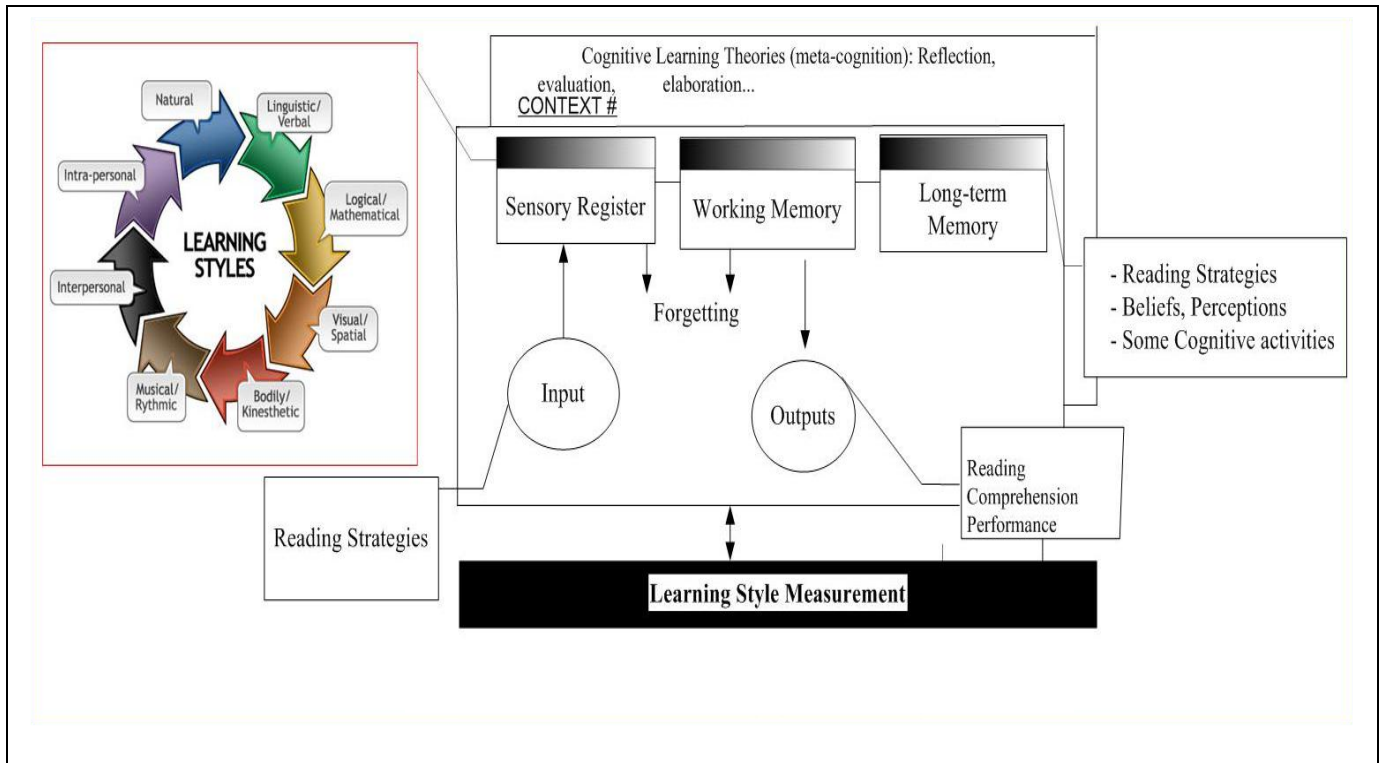 Cognitive Learning Theories (meta-cognition): Reflection,
evaluation, elaboration...
CONTEXT #
Natural
Linguistic/
Verbal
Logical/
Mathematical
Visual/
Spatial
Bodily/
Kinesthetic
Musical/
Rythmic
Interpersonal
Intra-personal
LEARNING
STYLES
Sensory Register
Working Memory
Long-term
Memory
Forgetting
Input
Outputs
- Reading Strategies
- Beliefs, Perceptions
- Some Cognitive activities
Reading Strategies
Reading
Comprehension
Performance
Learning Style Measurement